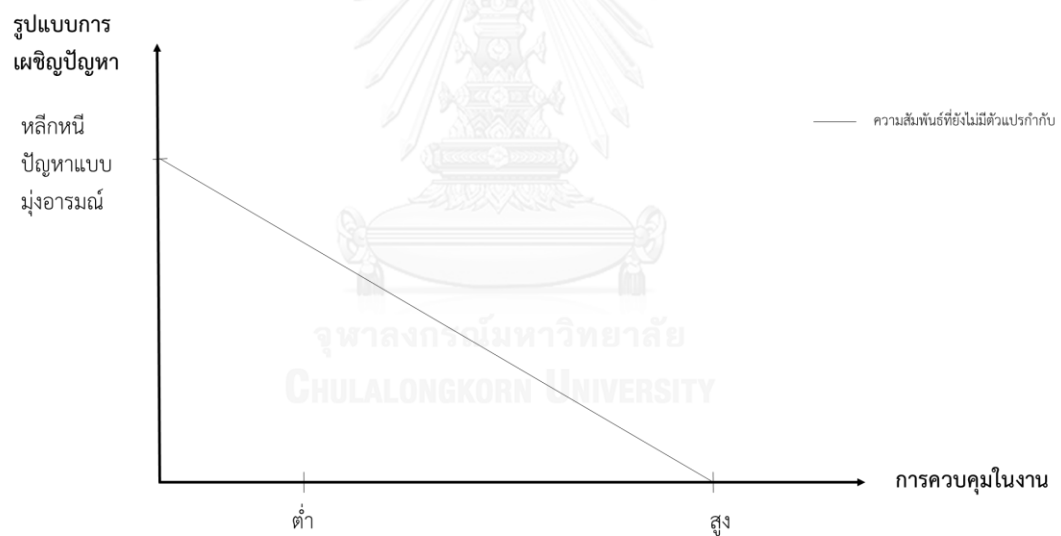 รูปแบบการ
เผชิญปัญหา
หลีกหนี
ปัญหาแบบ
มุ่งอารมณ์
ความสัมพันธ์ที่ยังไม่มีตัวแปรกำกับ
จุฬาลงกรณ์มหาวิทยาลัย
CHULALONGKORN UNIVERSITY
การควบคุมในงาน
ต่ำ
สูง